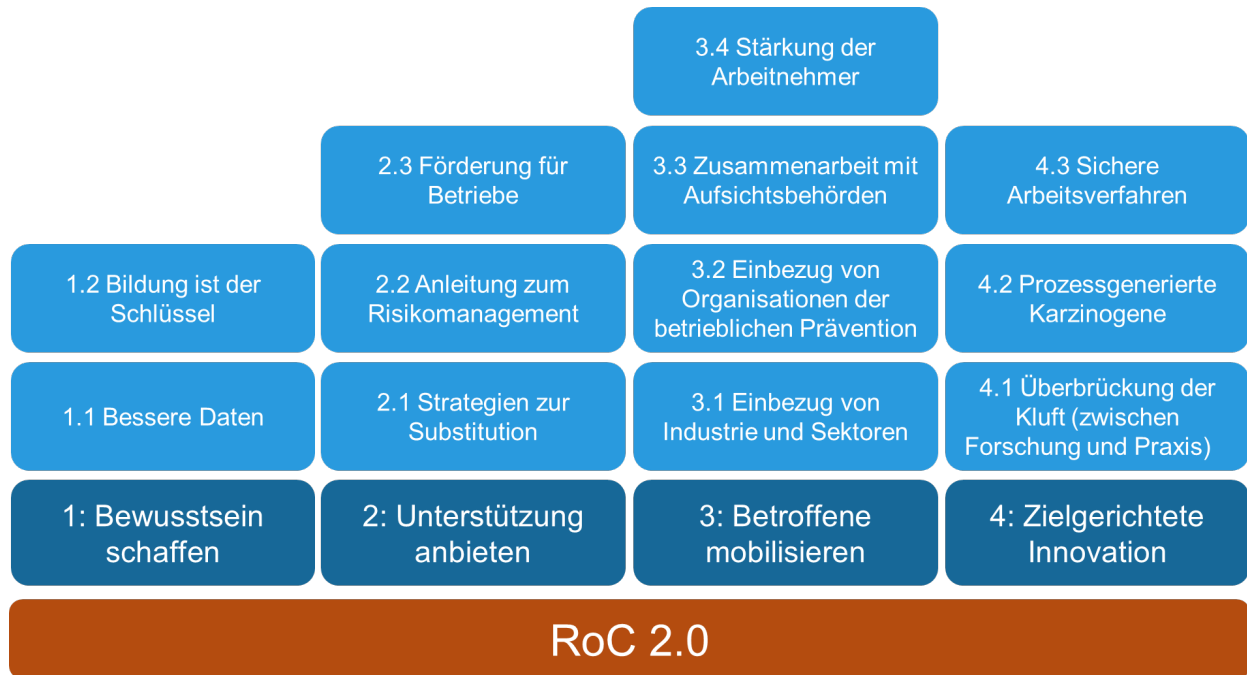 3.4 Stärkung der
Arbeitnehmer
2.3 Förderung für
Betriebe
3.3 Zusammenarbeit mit
Aufsichtsbehörden
4.3 Sichere
Arbeitsverfahren
1.2 Bildung ist der
Schlüssel
2.2 Anleitung zum
Risikomanagement
3.2 Einbezug von
Organisationen der
betrieblichen Prävention
4.2 Prozessgenerierte
Karzinogene
1.1 Bessere Daten
2.1 Strategien zur
Substitution
3.1 Einbezug von
Industrie und Sektoren
4.1 Überbrückung der
Kluft (zwischen
Forschung und Praxis)
1: Bewusstsein
schaffen
2: Unterstützung
anbieten
3: Betroffene
mobilisieren
4: Zielgerichtete
Innovation
RoC 2.0